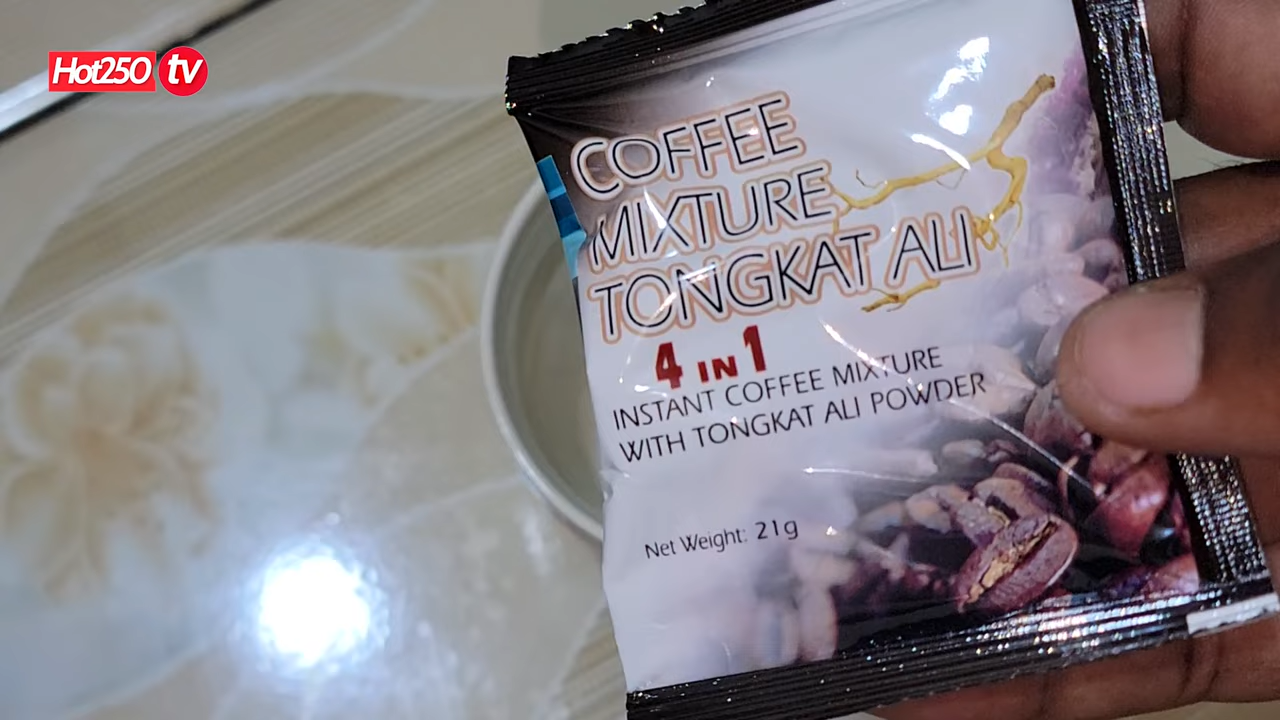 Hot250 tv
COFFEE
MIXTURE
TONGKAT ALI
4 IN 1
INSTANT COFFEE MIXTURE
WITH TONGKAT ALI POWDER
Net Weight: 21g